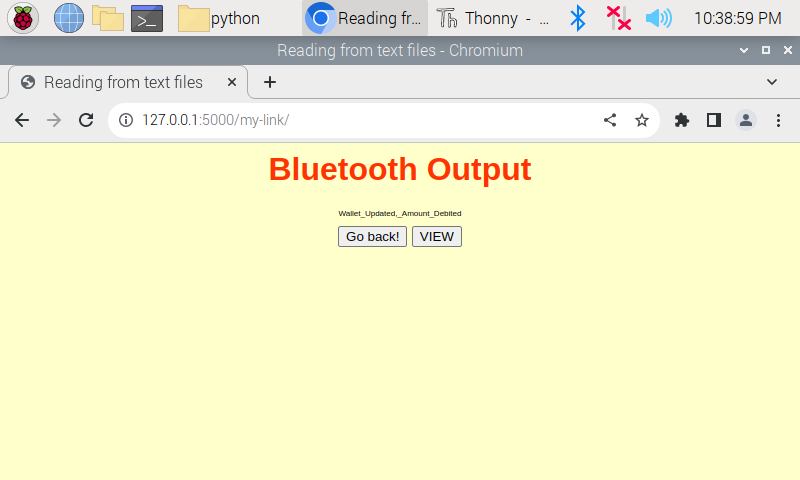 python
Reading fr...
Thonny - ...
10:38:59 PM
Reading from text files - Chromium
Reading from text files
127.0.0.1:5000/my-link/
Bluetooth Output
Wallet_Updated,_Amount_Debited
Go back! VIEW